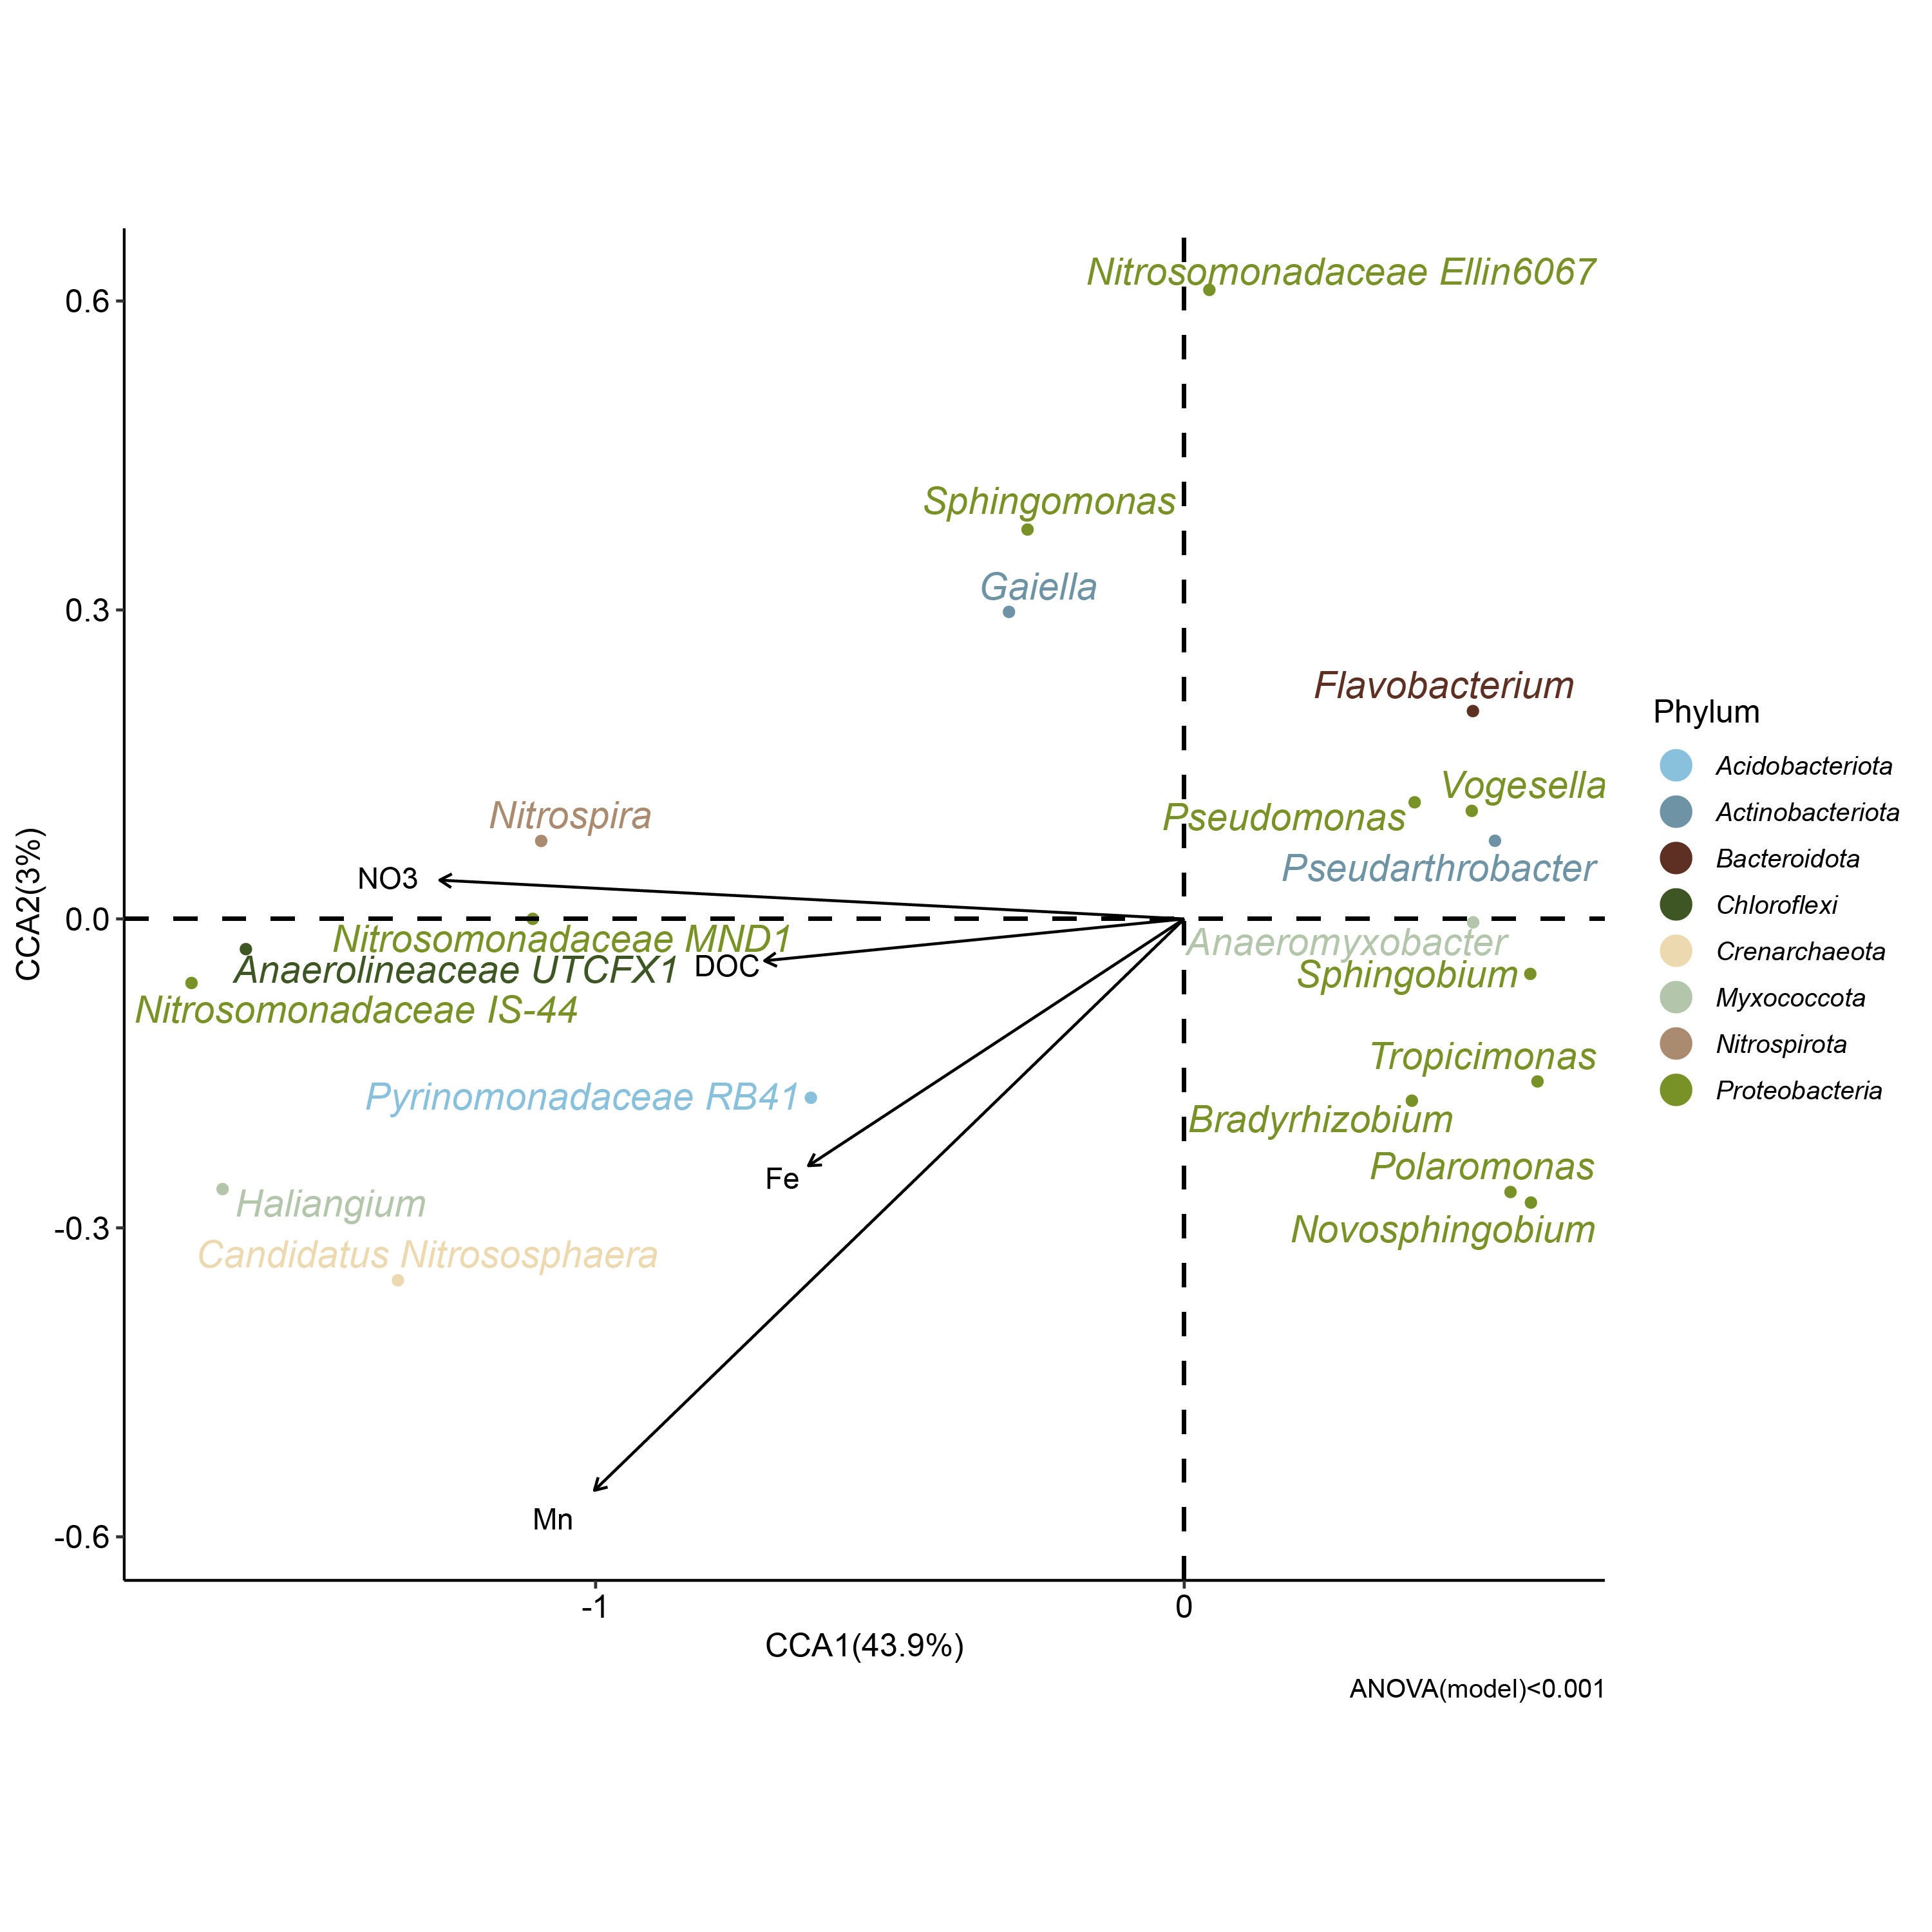 Nitrosomonadaceae Ellin6067
0.6
Sphingomonas
Gaiella
0.3
Flavobacterium
Phylum
Acidobacteriota
Actinobacteriota
Bacteroidota
Chloroflexi
Crenarchaeota
Myxococcota
Nitrospirota
Proteobacteria
Vogesella
Pseudomonas
Nitrospira
Pseudarthrobacter
NO3
0.0
CCA2(3%)
Nitrosomonadaceae MND1
Anaeromyxobacter
Anaerolineaceae UTCFX1
DOC
Sphingobium
Nitrosomonadaceae IS-44
Tropicimonas
Pyrinomonadaceae RB41
Bradyrhizobium
Polaromonas
Fe
Haliangium
-0.3
Novosphingobium
Candidatus Nitrososphaera
Mn
-0.6
-1
0
CCA1(43.9%)
ANOVA(model)<0.001